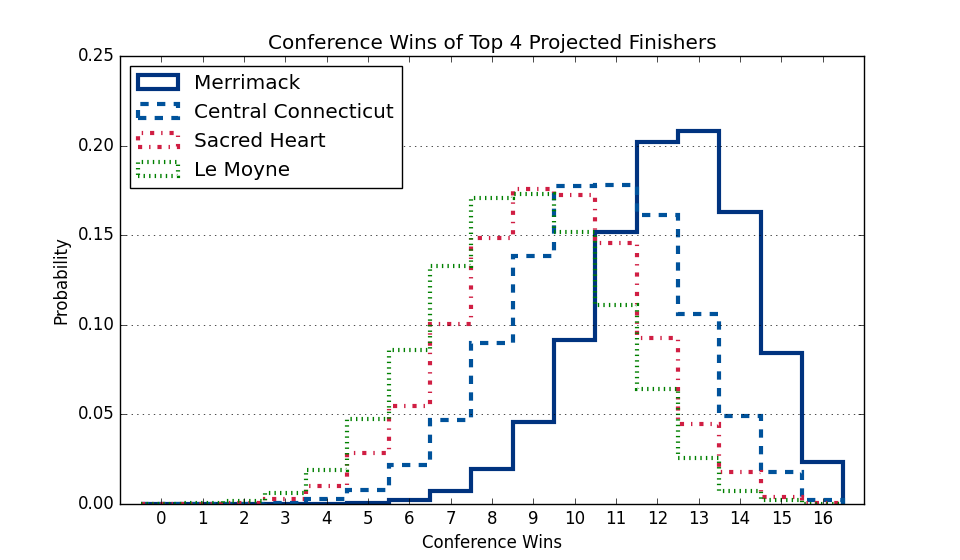 Conference Wins of Top 4 Projected Finishers
0.25
0.20
0.15
0.10
0.05
0.00
Probability
Merrimack
Central Connecticut
Sacred Heart
Le Moyne
0 1 2 3 4 5 6 7 8 9 10 11 12 13 14 15 16
Conference Wins